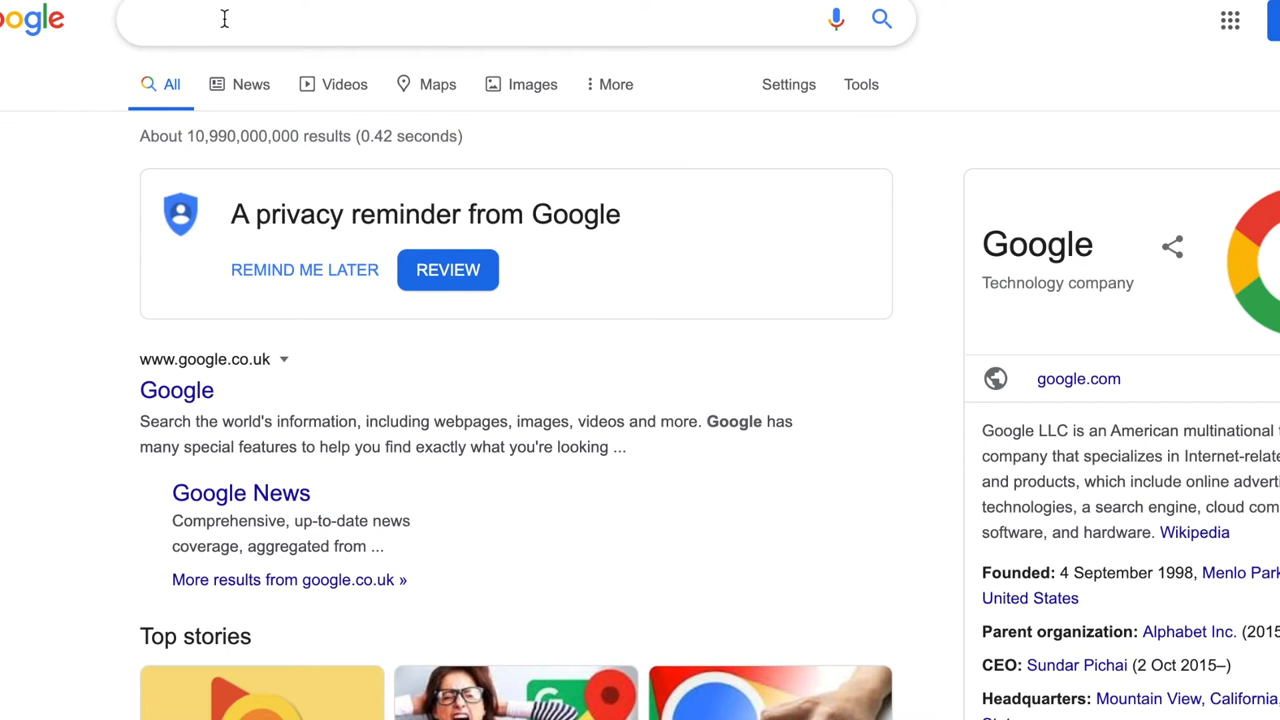 oogle
All News Videos Maps Images More Settings Tools
About 10,990,000,000 results (0.42 seconds)
A privacy reminder from Google
REMIND ME LATER REVIEW
www.google.co.uk
Google
Search the world's information, including webpages, images, videos and more. Google has
many special features to help you find exactly what you're looking ...
Google News
Comprehensive, up-to-date news
coverage, aggregated from ...
More results from google.co.uk »
Top stories
Google
Technology company
google.com
Google LLC is an American multinational
company that specializes in Internet-relate
and products, which include online adverti
technologies, a search engine, cloud com
software, and hardware. Wikipedia
Founded: 4 September 1998, Menlo Park
United States
Parent organization: Alphabet Inc. (2015
CEO: Sundar Pichai (2 Oct 2015–)
Headquarters: Mountain View, California